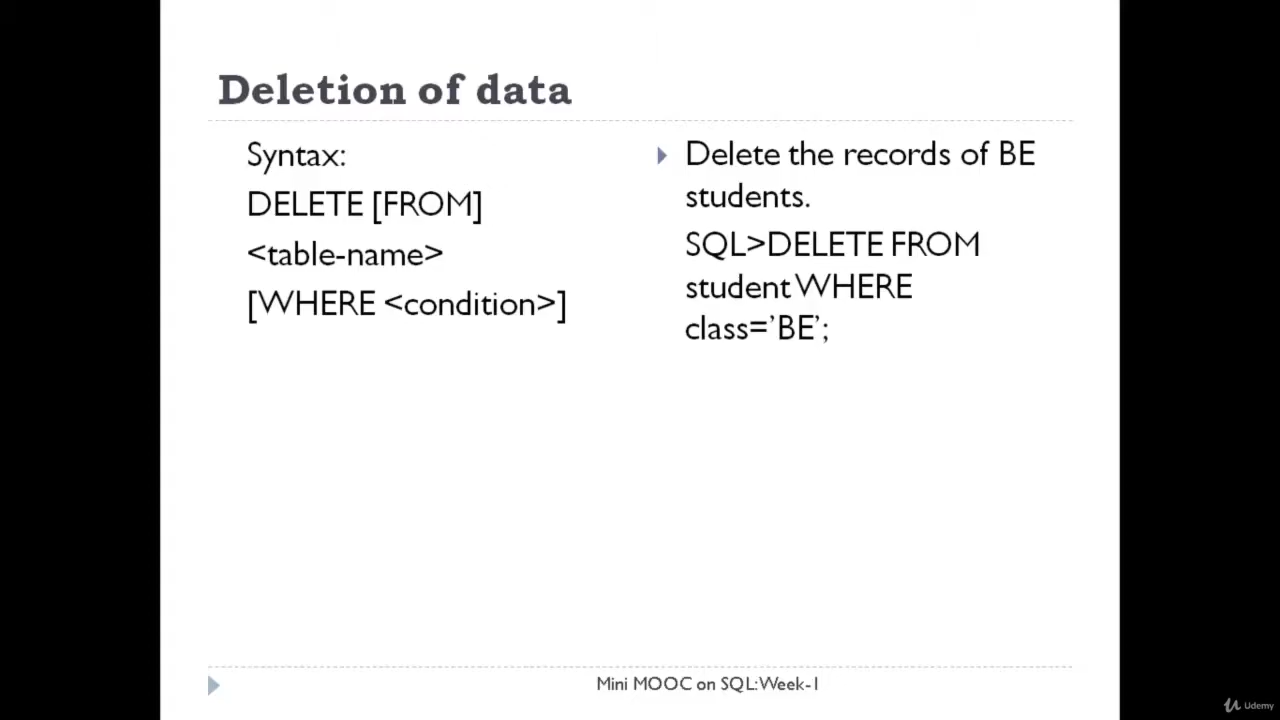 Deletion of data
Syntax:
DELETE [FROM]
<table-name>
[WHERE <condition>]
Delete the records of BE
students.
SQL>DELETE FROM
student WHERE
class=’BE’;
Mini MOOC on SQL:Week-1
Udemy